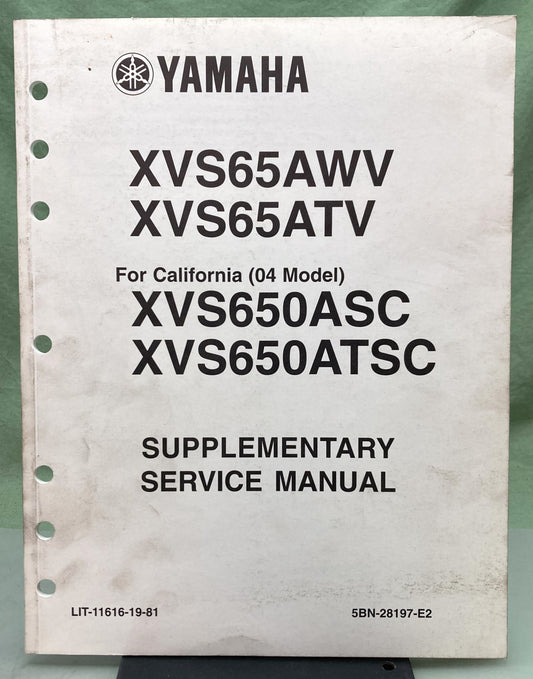 YAMAHA
XVS65AWV
XVS65ATV
For California (04 Model)
XVS650ASC
XVS650ATSC
SUPPLEMENTARY
SERVICE MANUAL
LIT-11616-19-81 5BN-28197-E2